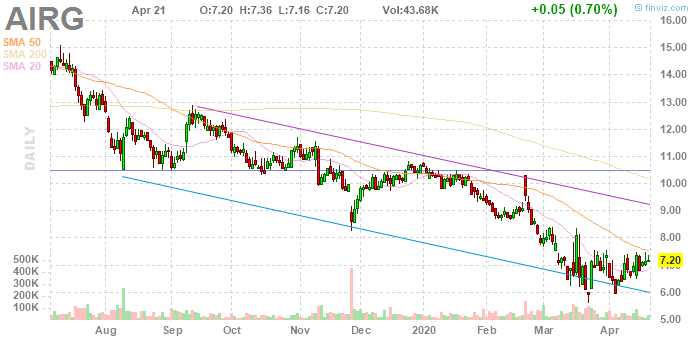 AIRG
Apr 21 O:7.20 H:7.36 L:7.16 C:7.20 Vol:43.68K +0.05 (0.70%)
© finviz.com
SMA 50
SMA 200
SMA 20
DAILY
16.00
15.00
14.00
13.00
12.00
11.00
10.00
9.00
8.00
7.20
7.00
6.00
5.00
500K
400K
300K
200K
100K
Aug Sep Oct Nov Dec 2020 Feb Mar Apr